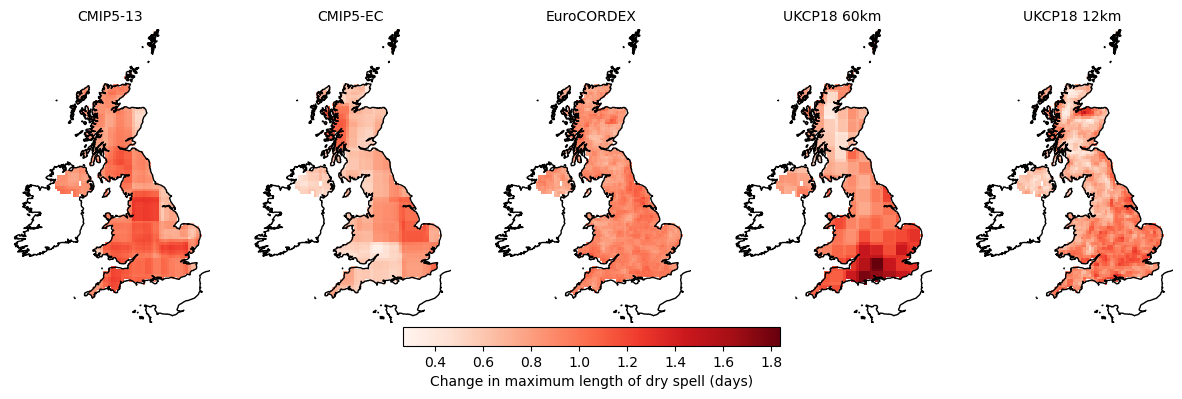 CMIP5-13 CMIP5-EC EuroCORDEX UKCP18 60km UKCP18 12km
0.4 0.6 0.8 1.0 1.2 1.4 1.6 1.8
Change in maximum length of dry spell (days)